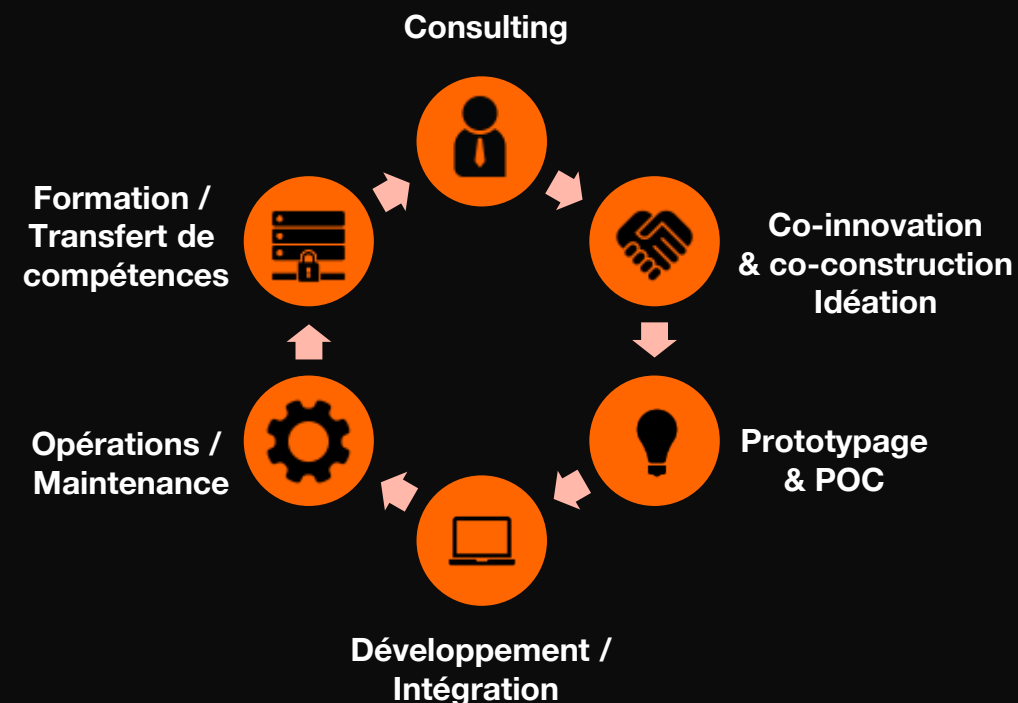 Consulting
Formation /
Transfert de
compétences
Co-innovation
& co-construction
Idéation
Opérations /
Maintenance
Prototypage
& POC
Développement /
Intégration